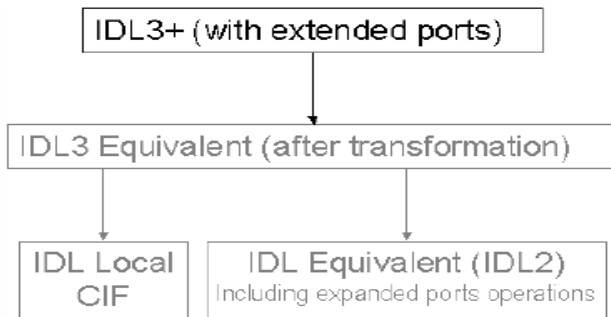 IDL3+ (with extended ports)
IDL3 Equivalent (after transformation)
IDL Local
CIF
IDL Equivalent (IDL2)
Including expanded ports operations